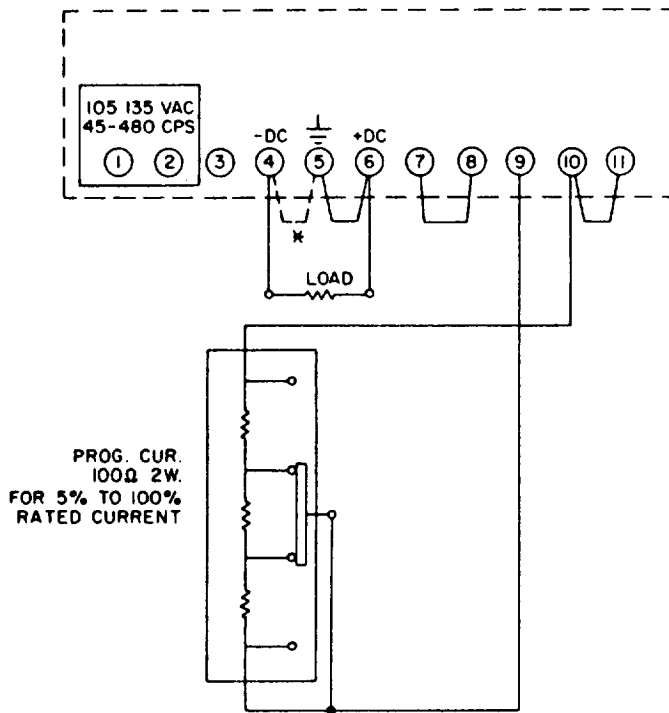 105 135 VAC
45-480 CPS
-DC
+DC
1 2 3 4 5 6 7 8 9 10 11
*
LOAD
PROG. CUR.
100Ω 2W.
FOR 5% TO 100%
RATED CURRENT